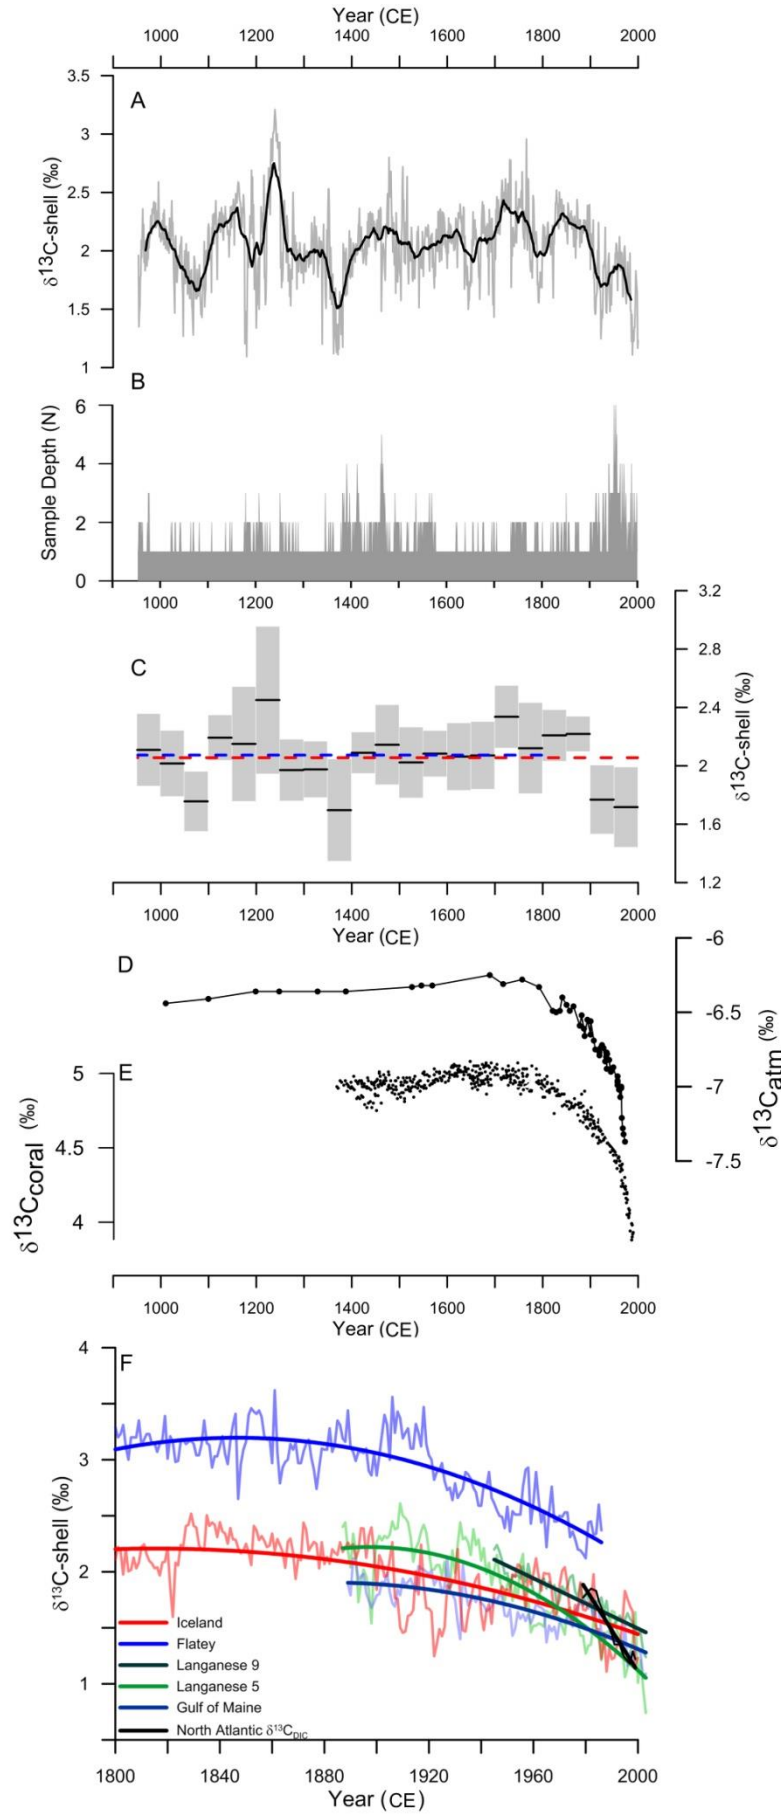 Year (CE)
1000 1200 1400 1600 1800 2000
A
3.5
3
2.5
2
1.5
1
δ13C-shell (‰)
B
6
4
2
0
Sample Depth (N)
1000 1200 1400 1600 1800 2000
C
3.2
2.8
2.4
2
1.6
1.2
δ13C-shell (‰)
1000 1200 1400 1600 1800 2000
Year (CE)
D
-6
-6.5
-7
-7.5
δ13Catm (‰)
E
5
4.5
4
δ13Ccoral (‰)
1000 1200 1400 1600 1800 2000
Year (CE)
F
4
3
2
1
δ13C-shell (‰)
Iceland
Flatey
Langanese 9
Langanese 5
Gulf of Maine
North Atlantic δ13CDIC
1800 1840 1880 1920 1960 2000
Year (CE)